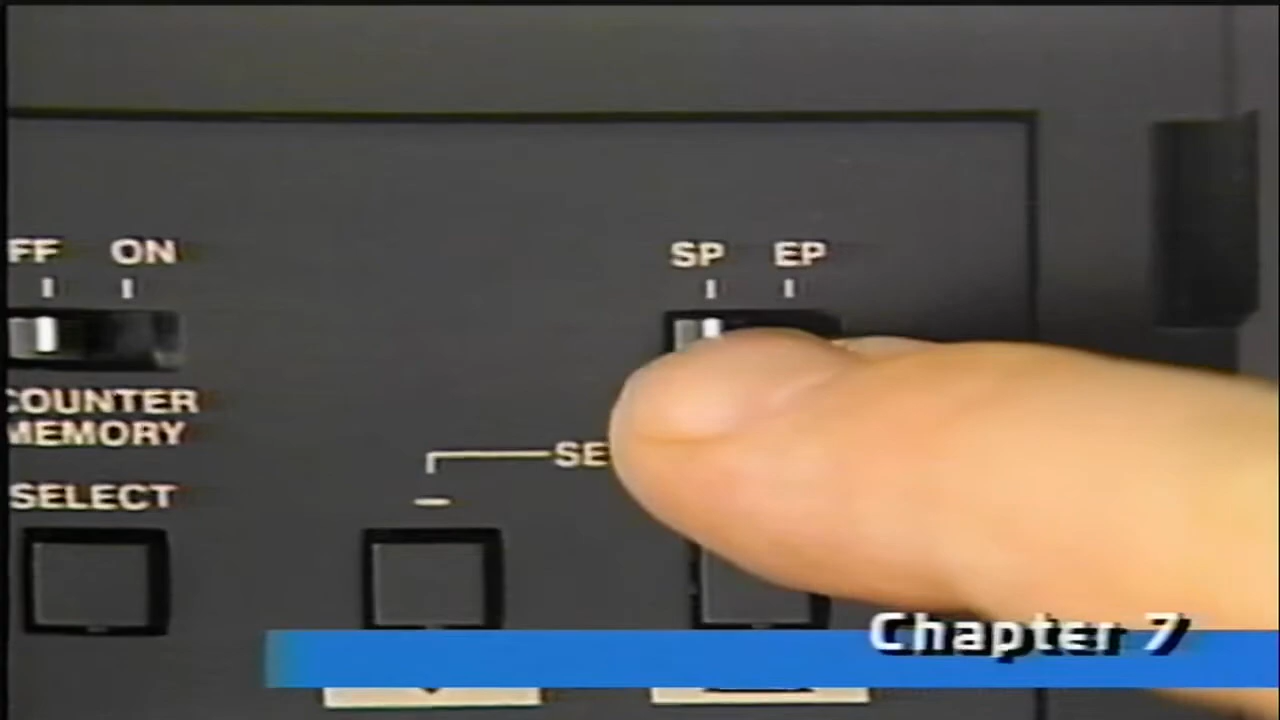 FF ON
SP EP
COUNTER
MEMORY
SE
SELECT
Chapter 7